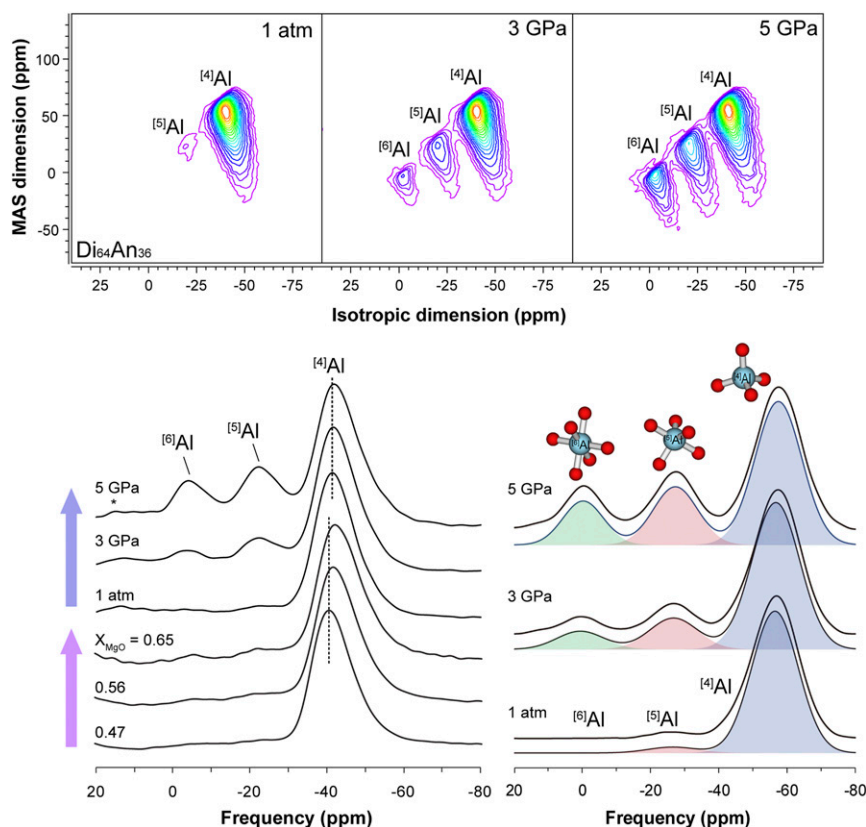 1 atm 3 GPa 5 GPa
MAS dimension (ppm)
100
50
0
-50
[4]Al
[5]Al
[4]Al
[5]Al
[6]Al
[4]Al
[5]Al
[6]Al
Di64An36
25 0 -25 -50 -75 25 0 -25 -50 -75 25 0 -25 -50 -75
Isotropic dimension (ppm)
[4]Al
[6]Al
[5]Al
5 GPa
*
3 GPa
1 atm
XMgO = 0.65
0.56
0.47
20 0 -20 -40 -60 -80
Frequency (ppm)
[4]Al
5 GPa
3 GPa
[4]Al
1 atm
[6]Al
[5]Al
20 0 -20 -40 -60 -80
Frequency (ppm)